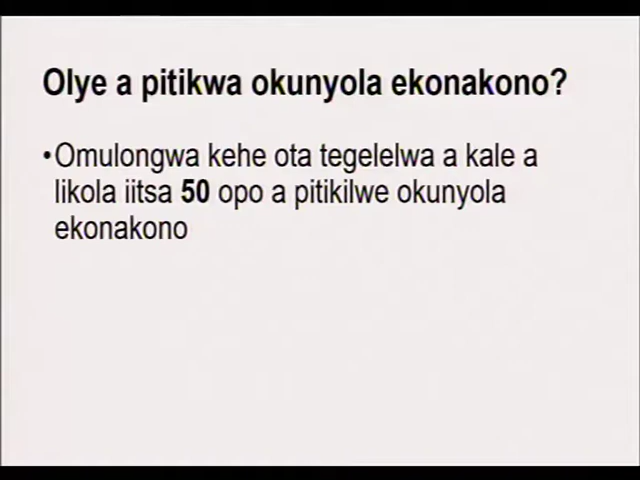 Olye a pitikwa okunyola ekonakono?
•Omulongwa kehe ota tegelelwa a kale a
likola iitsa 50 opo a pitikilwe okunyola
ekonakono